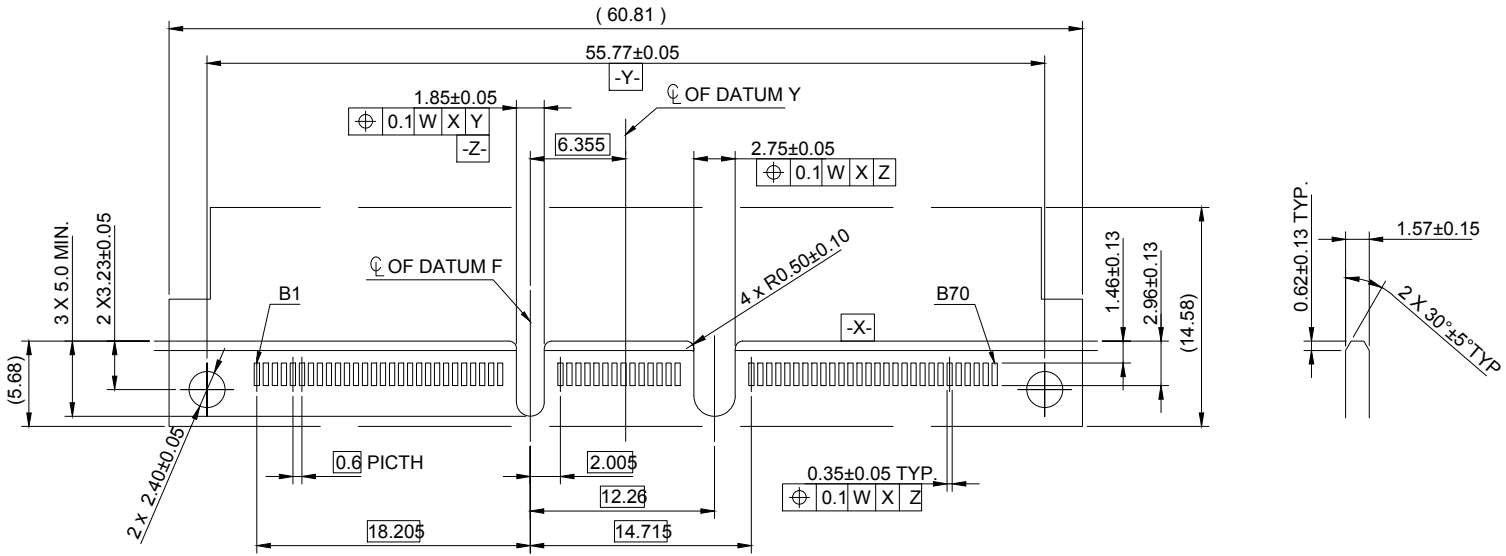 ( 60.81 )
55.77±0.05
-Y-
1.85±0.05
℄ OF DATUM Y
⌖ 0.1 W X Y
-Z-
6.355
2.75±0.05
⌖ 0.1 W X Z
3 X 5.0 MIN.
2 X3.23±0.05
℄ OF DATUM F
4 x R0.50±0.10
B1
B70
-X-
1.46±0.13
2.96±0.13
(14.58)
0.62±0.13 TYP.
1.57±0.15
2 X 30°±5°TYP
(5.68)
2 x 2.40±0.05
0.6 PICTH
2.005
0.35±0.05 TYP.
⌖ 0.1 W X Z
12.26
18.205
14.715